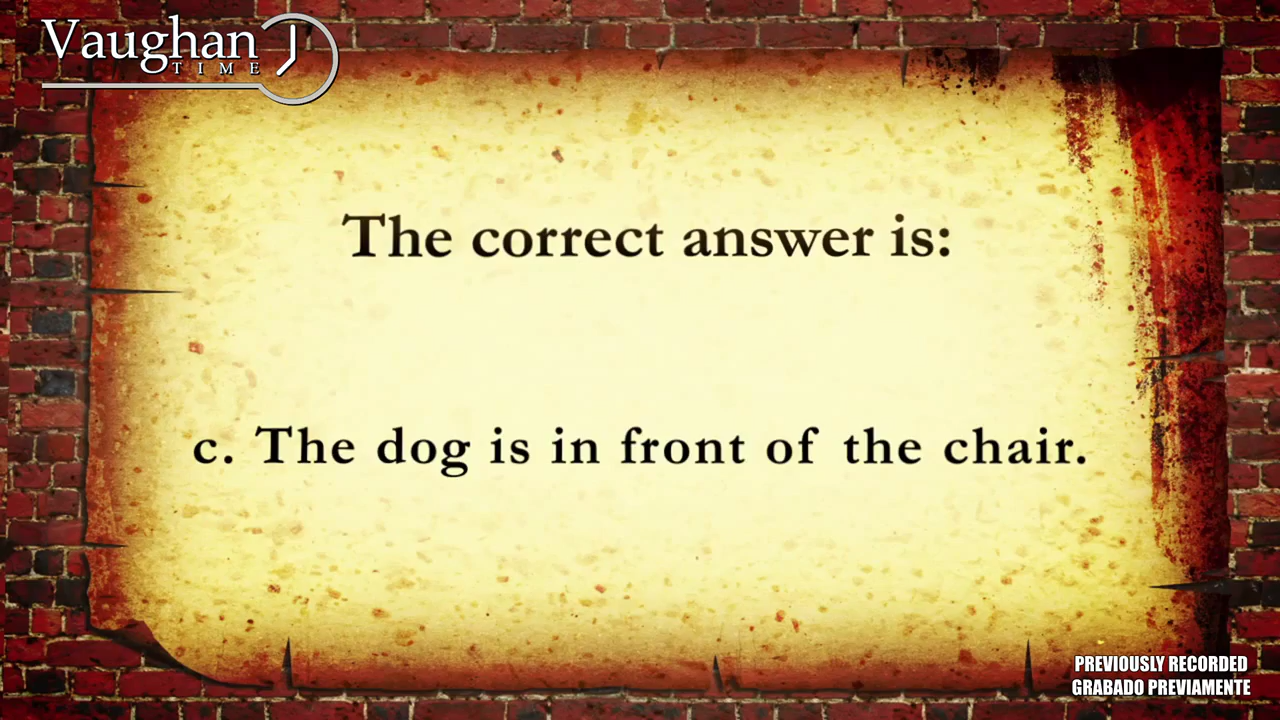 Vaughan
TIME
The correct answer is:
c. The dog is in front of the chair.
PREVIOUSLY RECORDED
GRABADO PREVIAMENTE